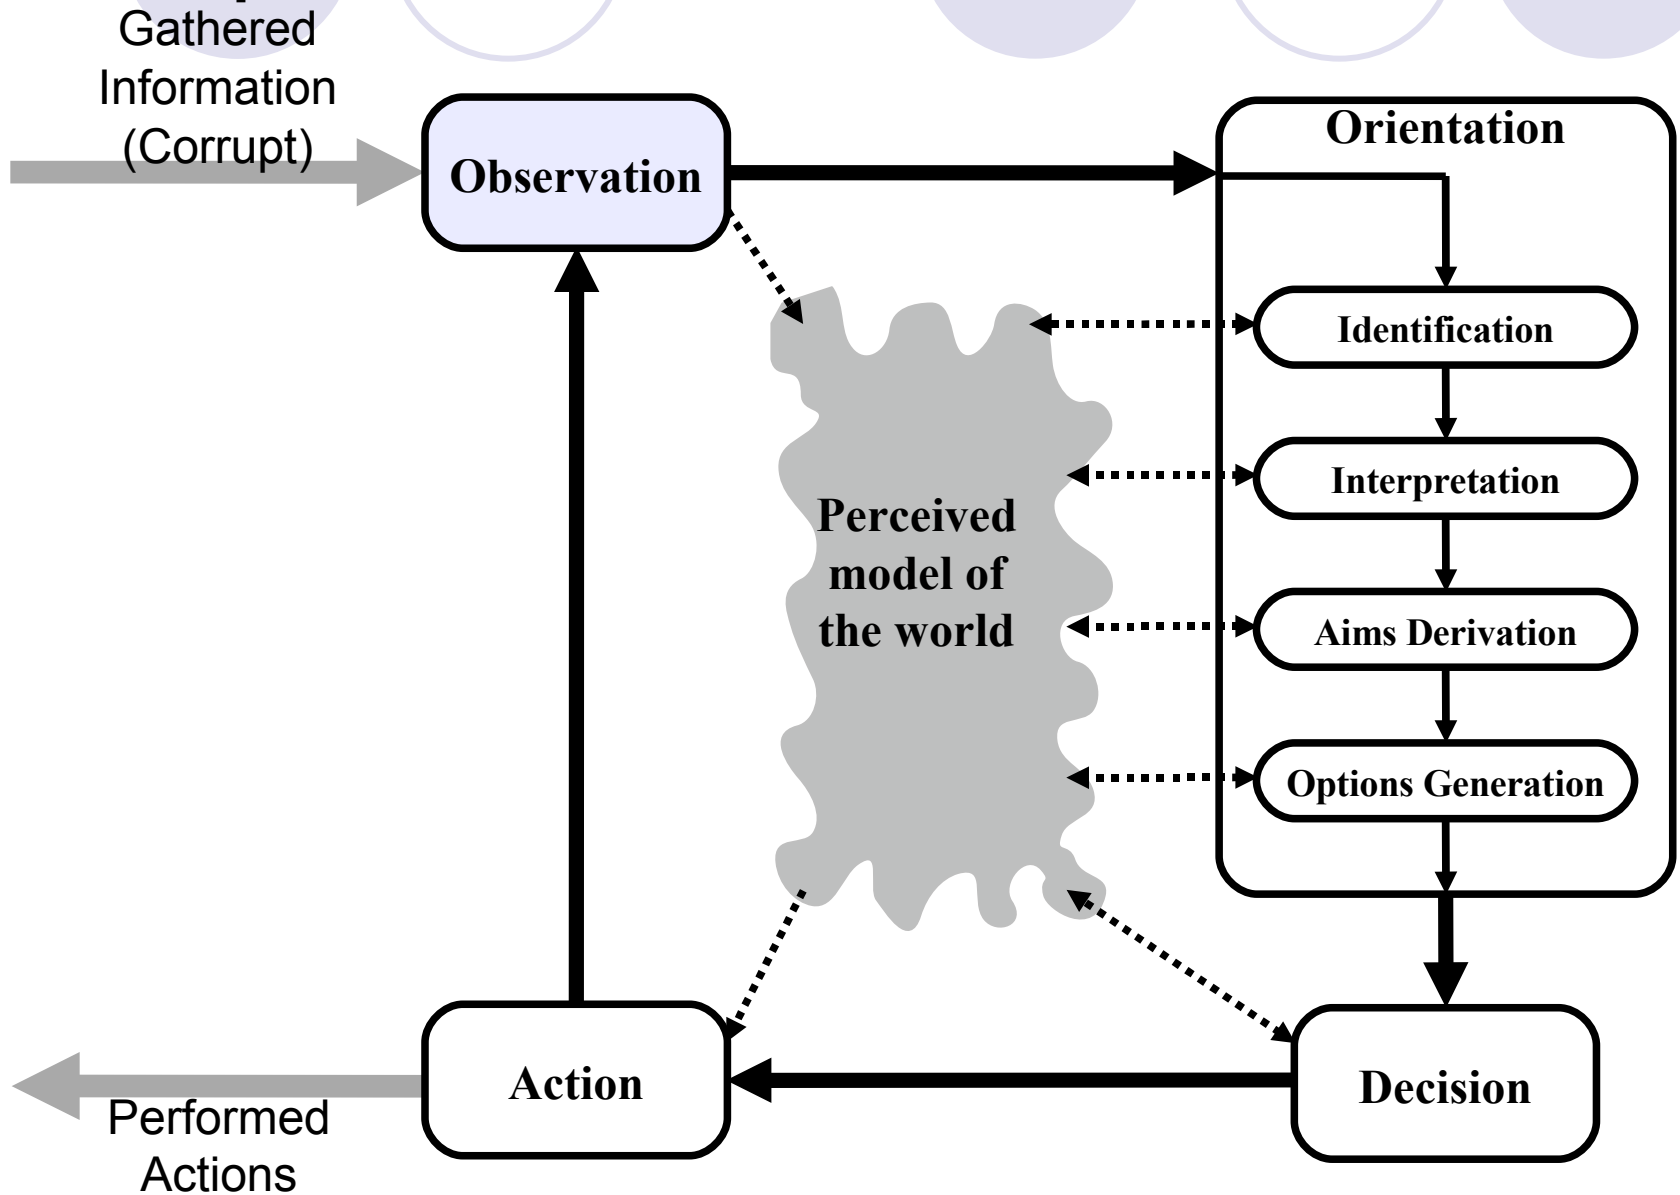 Gathered
Information
(Corrupt)
Observation
Orientation
Identification
Interpretation
Perceived
model of
the world
Aims Derivation
Options Generation
Action
Decision
Performed
Actions